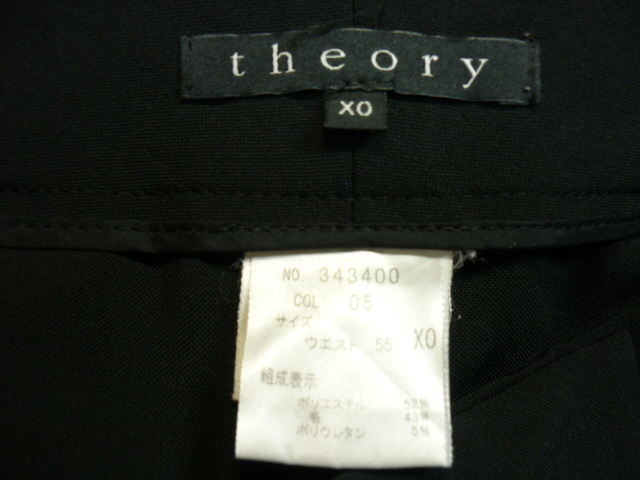 theory
XO
NO. 343400
COL 05
サイズ
ウエスト 55 XO
組成表示
ポリエステル 52%
毛 43%
ポリウレタン 5%